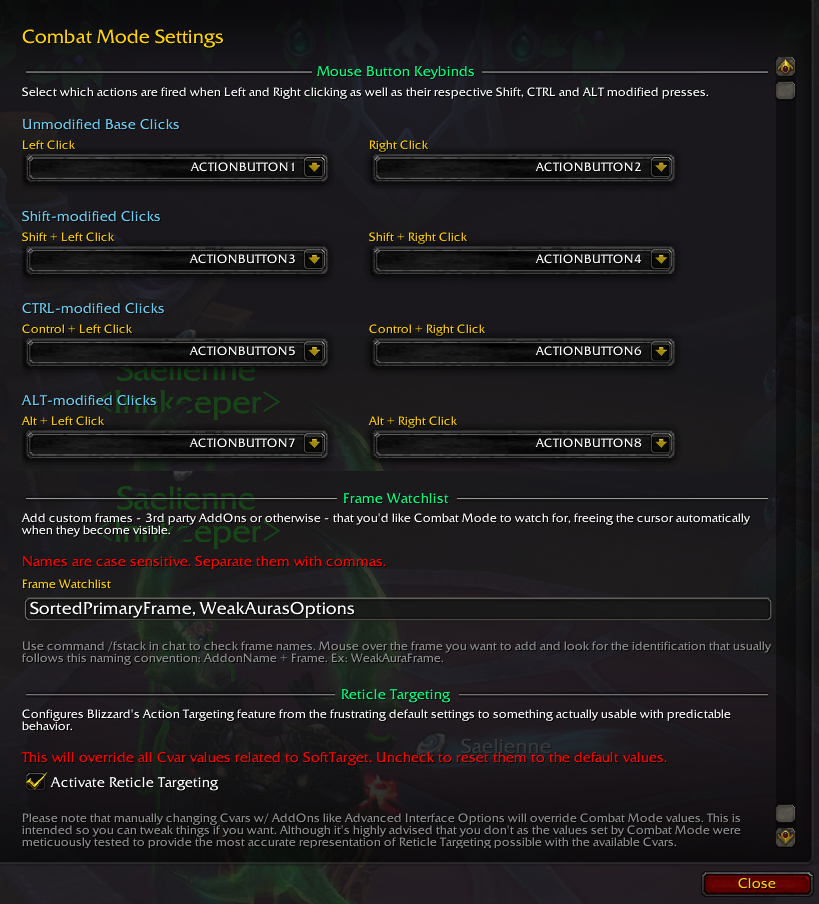 Combat Mode Settings
Mouse Button Keybinds
Select which actions are fired when Left and Right clicking as well as their respective Shift, CTRL and ALT modified presses.
Unmodified Base Clicks
Left Click
Right Click
ACTIONBUTTON1
ACTIONBUTTON2
Shift-modified Clicks
Shift + Left Click
Shift + Right Click
ACTIONBUTTON3
ACTIONBUTTON4
CTRL-modified Clicks
Control + Left Click
Control + Right Click
ACTIONBUTTON5
ACTIONBUTTON6
Saelienne
<Innkeeper>
ALT-modified Clicks
Alt + Left Click
Alt + Right Click
ACTIONBUTTON7
ACTIONBUTTON8
Saelienne
<Innkeeper>
Frame Watchlist
Add custom frames - 3rd party AddOns or otherwise - that you'd like Combat Mode to watch for, freeing the cursor automatically
when they become visible.
Names are case sensitive. Separate them with commas.
Frame Watchlist
SortedPrimaryFrame, WeakAurasOptions
Use command /fstack in chat to check frame names. Mouse over the frame you want to add and look for the identification that usually
follows this naming convention: AddonName + Frame. Ex: WeakAuraFrame.
Reticle Targeting
Configures Blizzard's Action Targeting feature from the frustrating default settings to something actually usable with predictable
behavior.
Saelienne
This will override all Cvar values related to SoftTarget. Uncheck to reset them to the default values.
Activate Reticle Targeting
Please note that manually changing Cvars w/ AddOns like Advanced Interface Options will override Combat Mode values. This is
intended so you can tweak things if you want. Although it's highly advised that you don't as the values set by Combat Mode were
meticuously tested to provide the most accurate representation of Reticle Targeting possible with the available Cvars.
Close